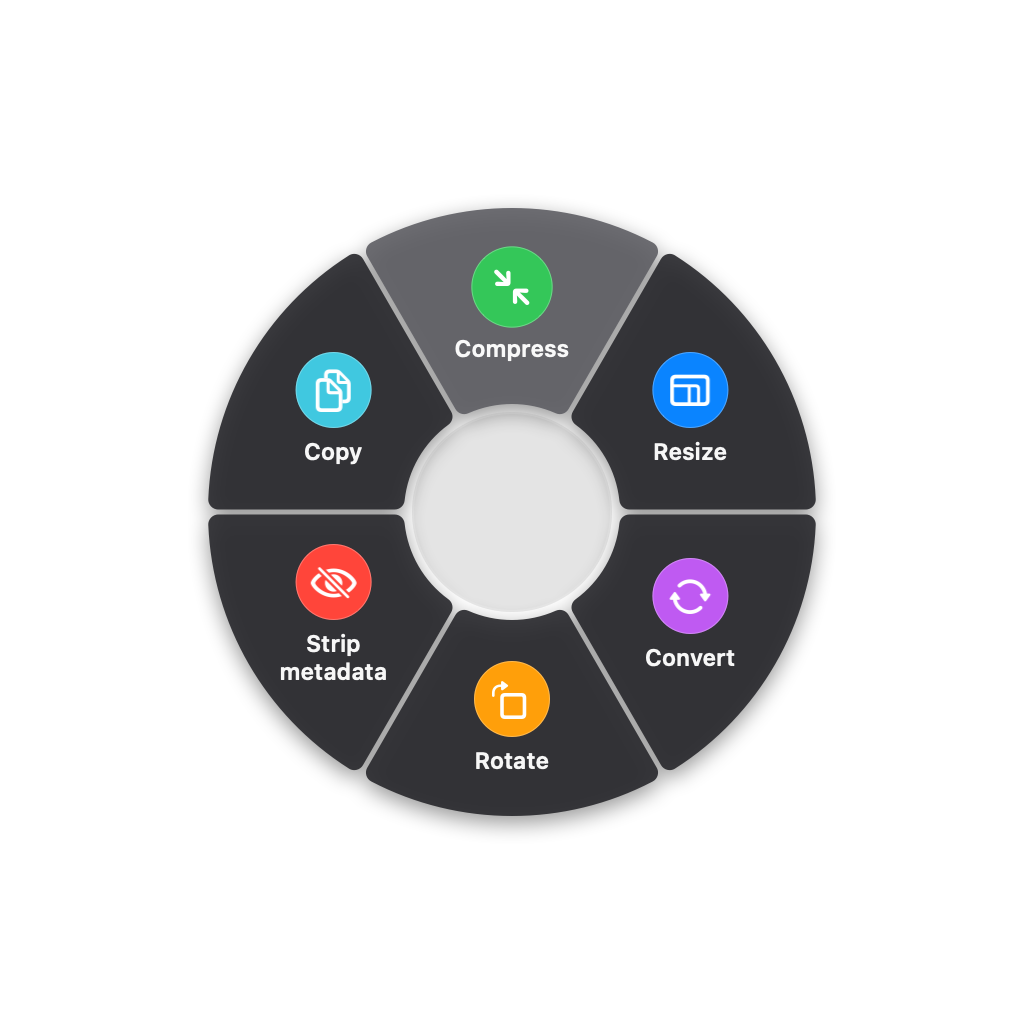 Compress
Copy
Resize
Strip
metadata
Convert
Rotate